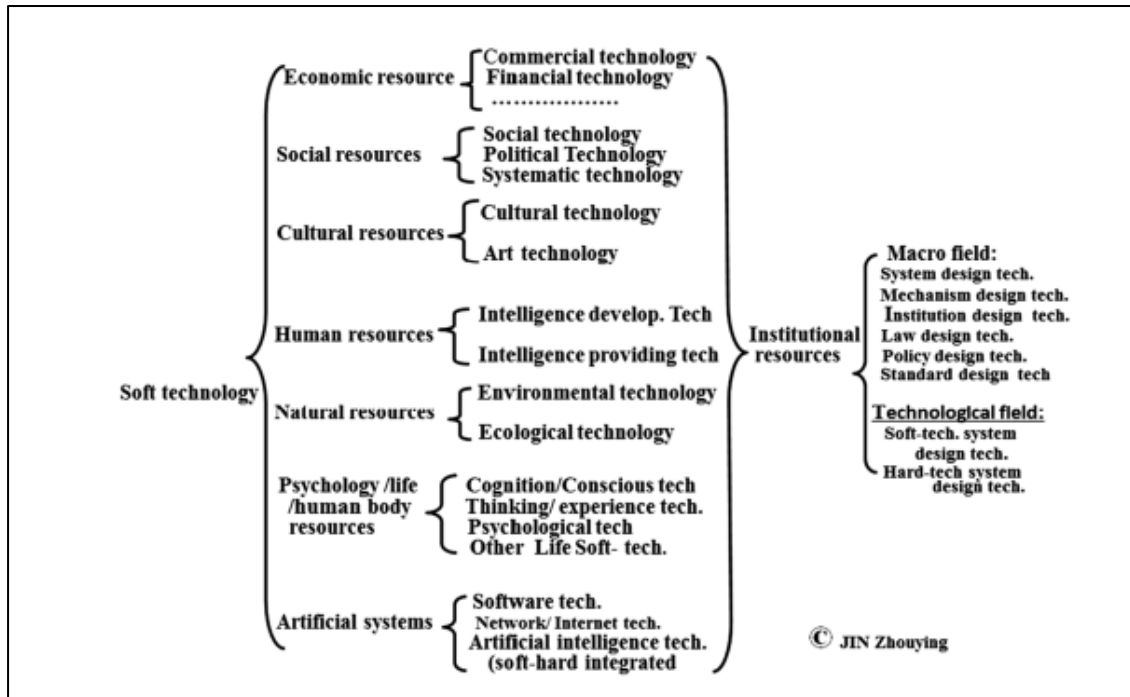 Soft technology
Economic resource
Commercial technology
Financial technology
...................
Social resources
Social technology
Political Technology
Systematic technology
Cultural resources
Cultural technology
Art technology
Human resources
Intelligence develop. Tech
Intelligence providing tech
Natural resources
Environmental technology
Ecological technology
Psychology /life
/human body
resources
Cognition/Conscious tech
Thinking/ experience tech.
Psychological tech
Other Life Soft- tech.
Artificial systems
Software tech.
Network/ Internet tech.
Artificial intelligence tech.
(soft-hard integrated
Institutional
resources
Macro field:
System design tech.
Mechanism design tech.
Institution design tech.
Law design tech.
Policy design tech.
Standard design tech
Technological field:
Soft-tech. system
design tech.
Hard-tech system
design tech.
© JIN Zhouying